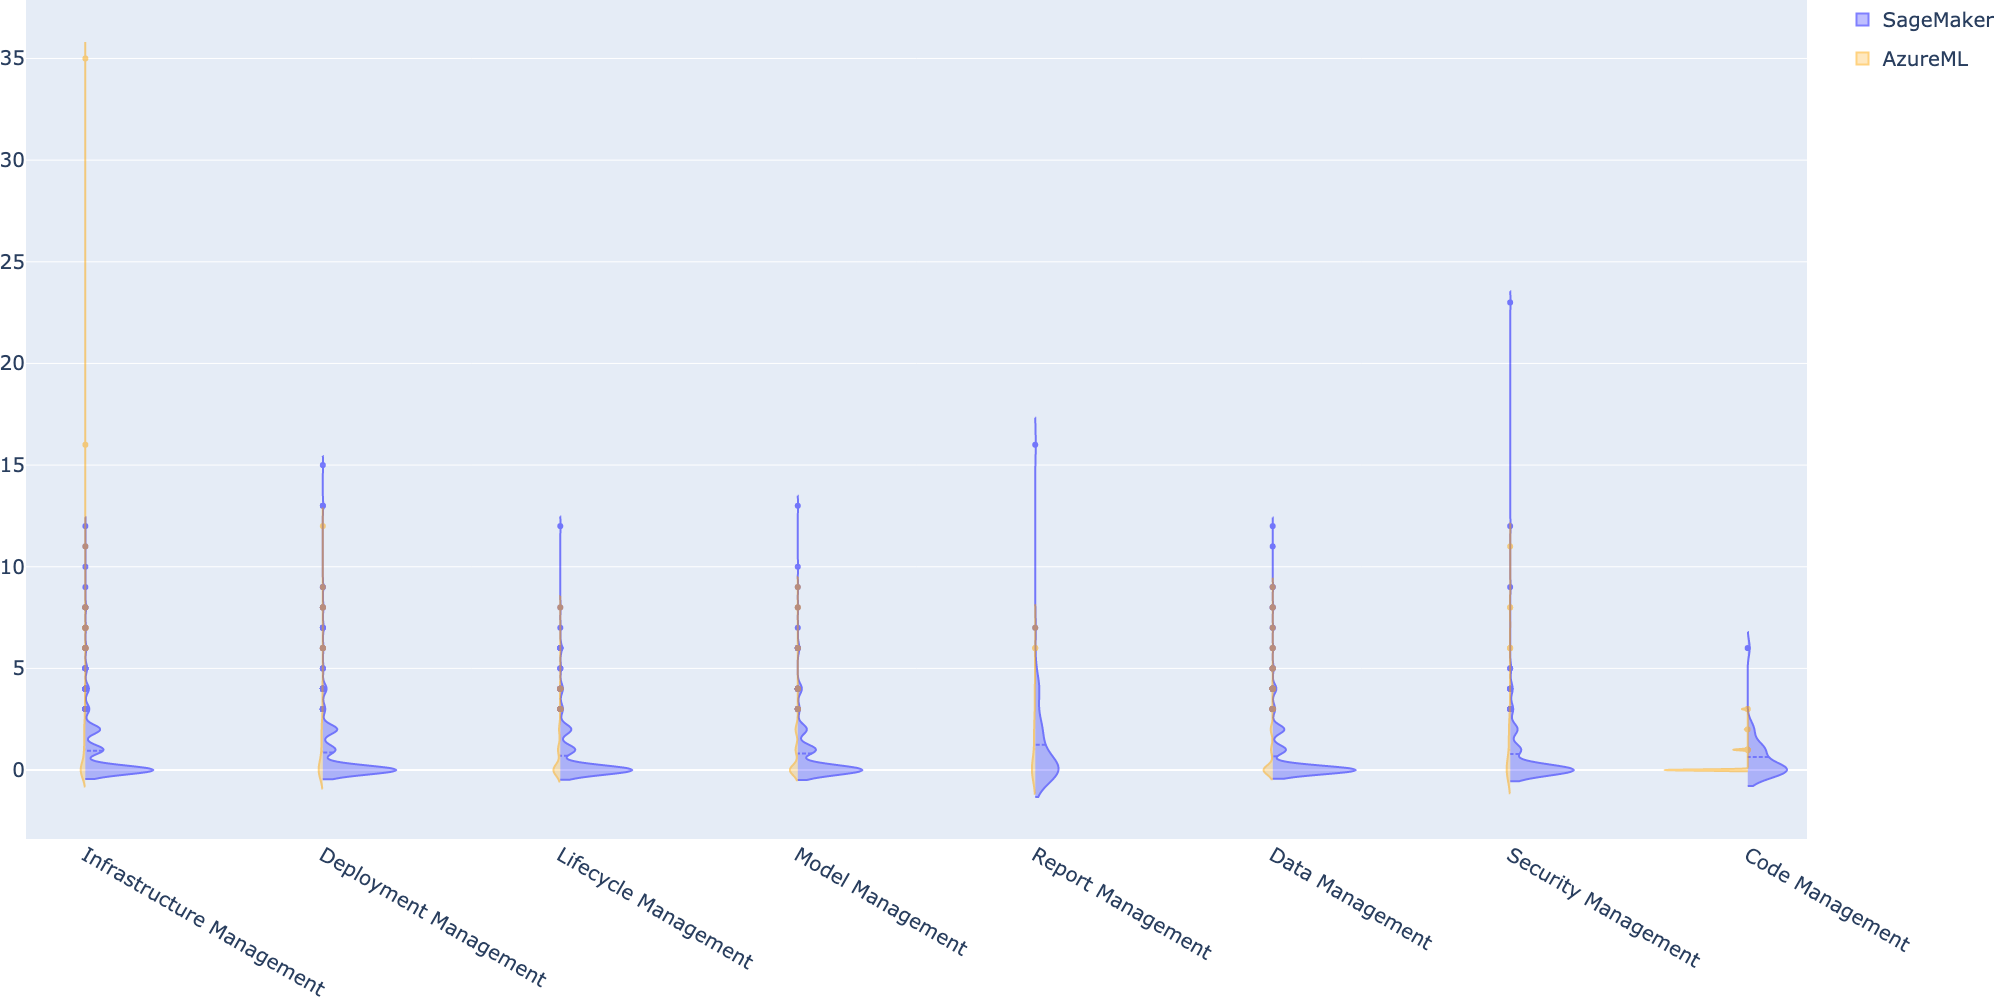 SageMaker
AzureML
35
30
25
20
15
10
5
0
Infrastructure Management
Deployment Management
Lifecycle Management
Model Management
Report Management
Data Management
Security Management
Code Management